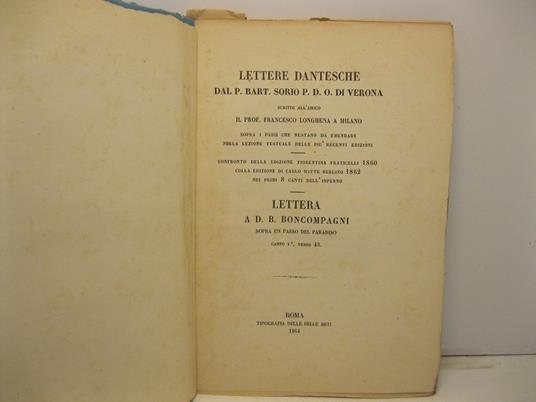 LETTERE DANTESCHE
DAL P. BART. SORIO P. D. O. DI VERONA
SCRITTE ALL'AMICO
IL PROF. FRANCESCO LONGHENA A MILANO
SOPRA I PASSI CHE RESTANO DA EMENDARE
NELLA LEZIONE TESTUALE DELLE PIU' RECENTI EDIZIONI
CONFRONTO DELLA EDIZIONE FIORENTINA FRATICELLI 1860
COLLA EDIZIONE DI CARLO WITTE BERLINO 1862
NEI PRIMI 8 CANTI DELL'INFERNO
LETTERA
A D. B. BONCOMPAGNI
SOPRA UN PASSO DEL PARADISO
CANTO 1.°, VERSO 43.
ROMA
TIPOGRAFIA DELLE BELLE ARTI
1864